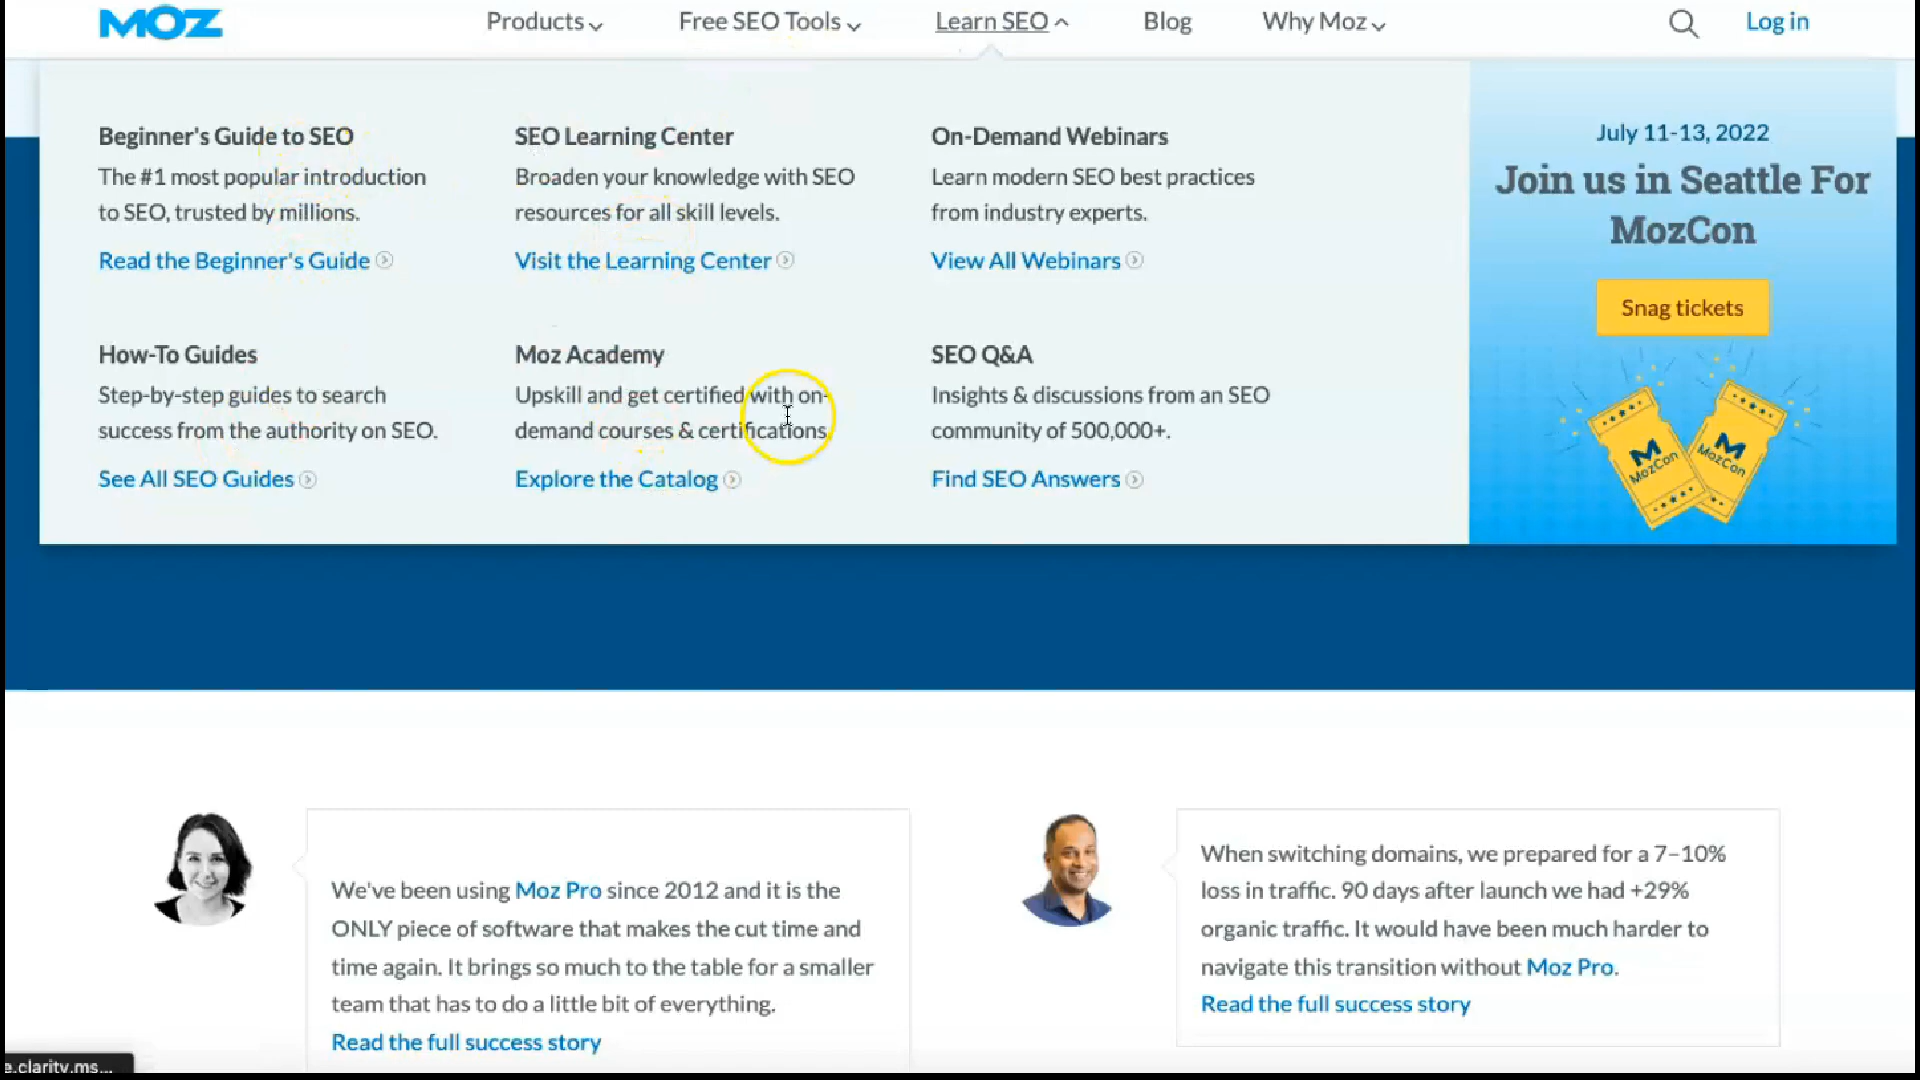 MOZ
Products
Free SEO Tools
Learn SEO
Blog
Why Moz
Log in
Beginner's Guide to SEO
The #1 most popular introduction
to SEO, trusted by millions.
Read the Beginner's Guide
SEO Learning Center
Broaden your knowledge with SEO
resources for all skill levels.
Visit the Learning Center
On-Demand Webinars
Learn modern SEO best practices
from industry experts.
View All Webinars
How-To Guides
Step-by-step guides to search
success from the authority on SEO.
See All SEO Guides
Moz Academy
Upskill and get certified with on-
demand courses & certifications.
Explore the Catalog
SEO Q&A
Insights & discussions from an SEO
community of 500,000+.
Find SEO Answers
July 11-13, 2022
Join us in Seattle For
MozCon
Snag tickets
M
MozCon
M
MozCon
We've been using Moz Pro since 2012 and it is the
ONLY piece of software that makes the cut time and
time again. It brings so much to the table for a smaller
team that has to do a little bit of everything.
Read the full success story
When switching domains, we prepared for a 7–10%
loss in traffic. 90 days after launch we had +29%
organic traffic. It would have been much harder to
navigate this transition without Moz Pro.
Read the full success story
e.clarity.ms...